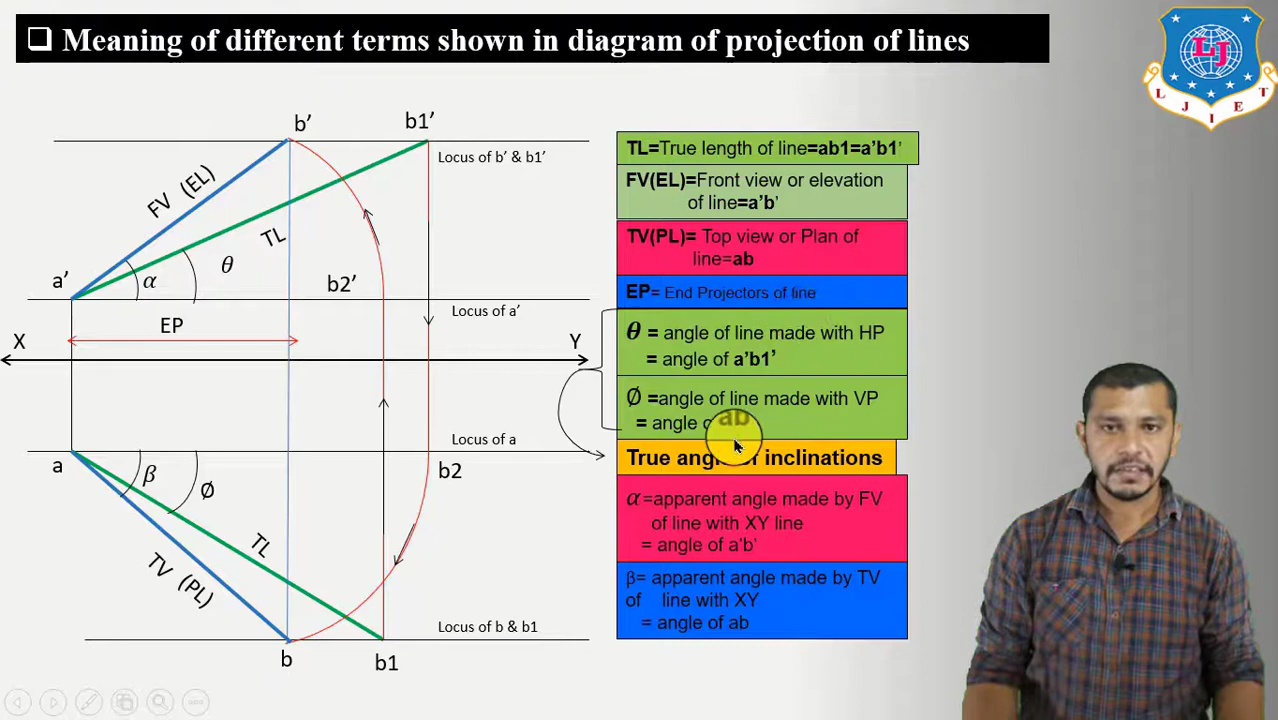 ❑ Meaning of different terms shown in diagram of projection of lines
LJ
L J I E T
b’
b1’
Locus of b’ & b1’
FV (EL)
TL
a’
α
θ
b2’
Locus of a’
EP
X
Y
Locus of a
a
β
Ø
b2
TL
TV (PL)
Locus of b & b1
b
b1
TL=True length of line=ab1=a’b1’
FV(EL)=Front view or elevation
of line=a’b’
TV(PL)= Top view or Plan of
line=ab
EP= End Projectors of line
θ = angle of line made with HP
= angle of a’b1’
Ø =angle of line made with VP
= angle ab
True angle of inclinations
α=apparent angle made by FV
of line with XY line
= angle of a’b’
β= apparent angle made by TV
of line with XY
= angle of ab